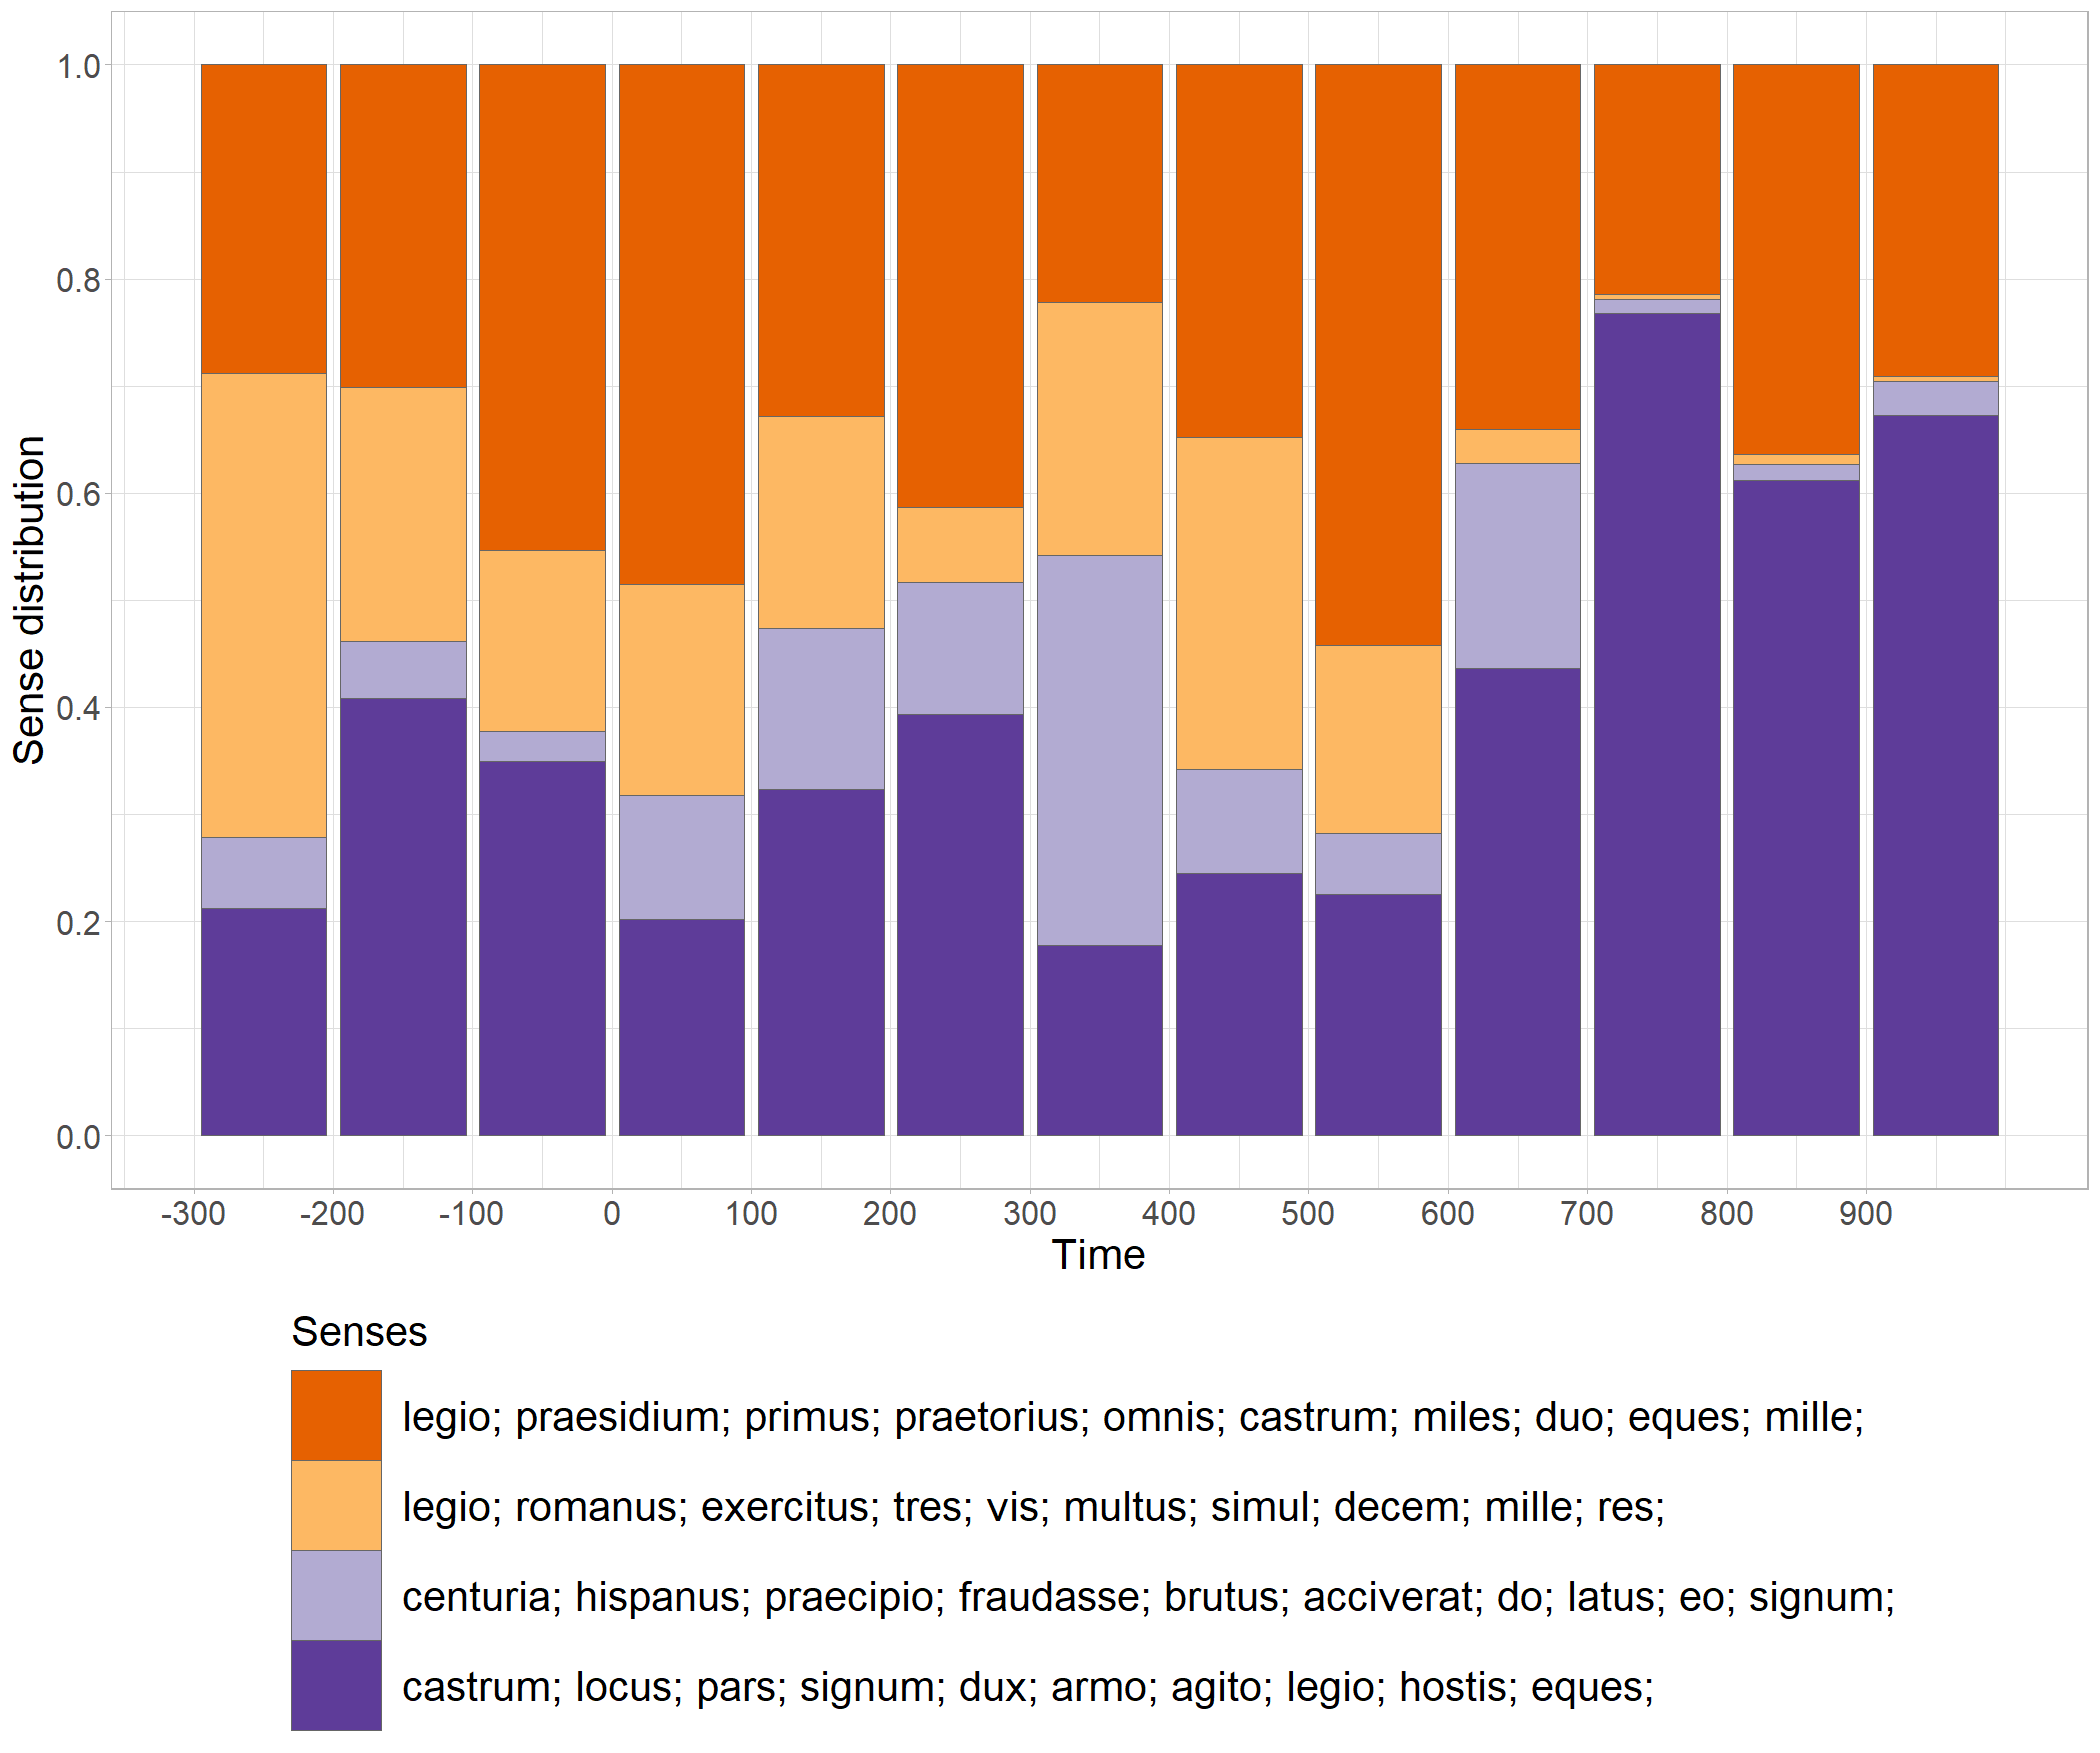 1.0
0.8
0.6
0.4
0.2
0.0
Sense distribution
-300 -200 -100 0 100 200 300 400 500 600 700 800 900
Time
Senses
legio; praesidium; primus; praetorius; omnis; castrum; miles; duo; eques; mille;
legio; romanus; exercitus; tres; vis; multus; simul; decem; mille; res;
centuria; hispanus; praecipio; fraudasse; brutus; acciverat; do; latus; eo; signum;
castrum; locus; pars; signum; dux; armo; agito; legio; hostis; eques;